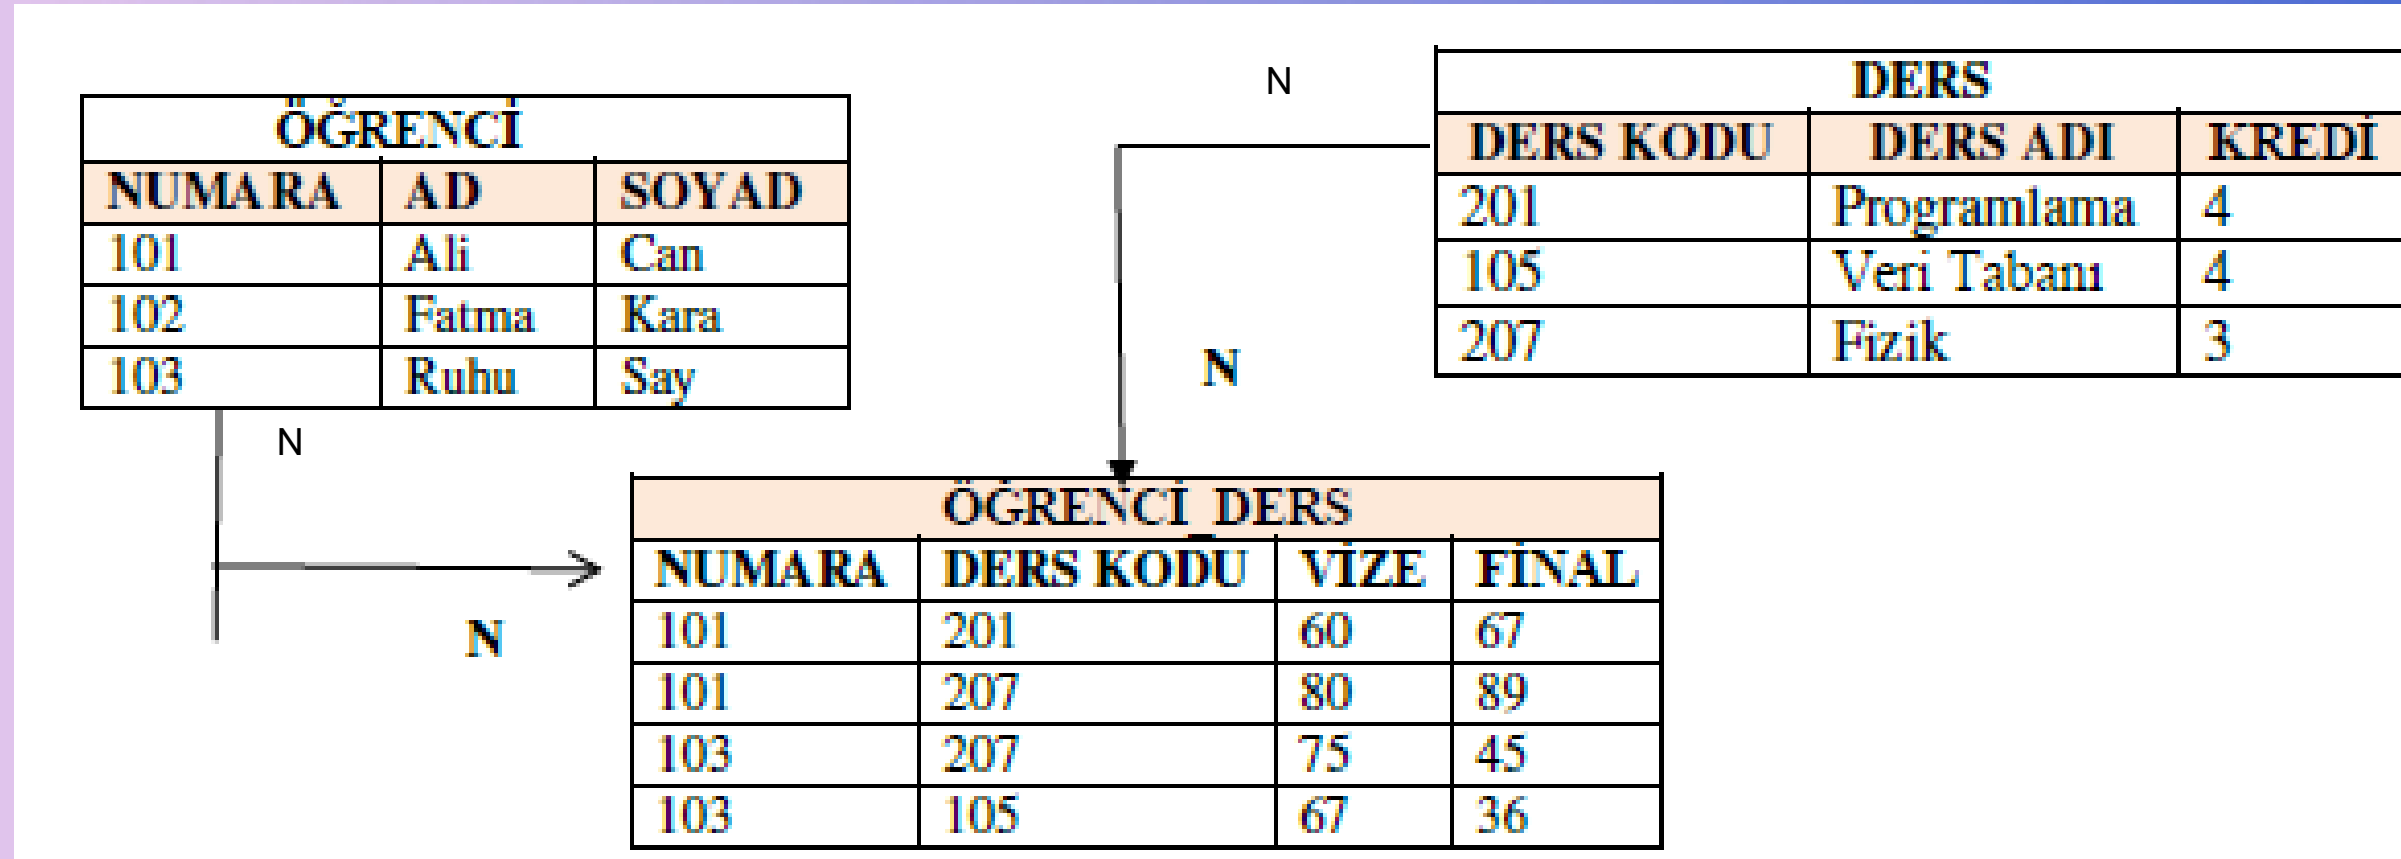 ÖĞRENCİ
NUMARA AD SOYAD
101 Ali Can
102 Fatma Kara
103 Ruhu Say
N
N
N
DERS
DERS KODU DERS ADI KREDİ
201 Programlama 4
105 Veri Tabanı 4
207 Fizik 3
N
ÖĞRENCİ_DERS
NUMARA DERS KODU VİZE FİNAL
101 201 60 67
101 207 80 89
103 207 75 45
103 105 67 36